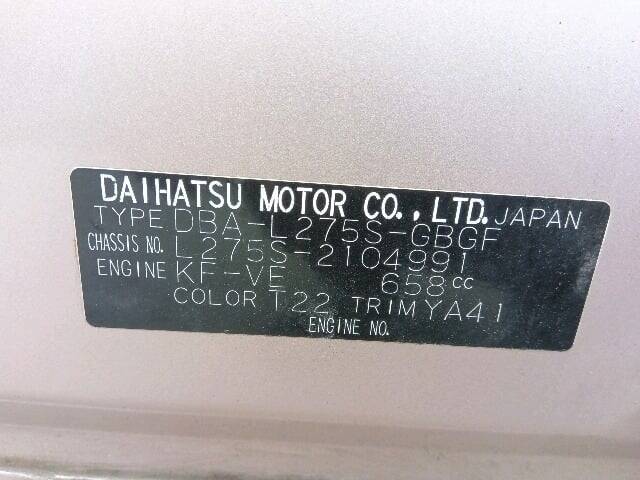 DAIHATSU MOTOR CO., LTD. JAPAN
TYPE DBA-L275S-GBGF
CHASSIS NO. L275S-2104991
ENGINE KF-VE 658cc
COLOR T22 TRIM YA41
ENGINE NO.